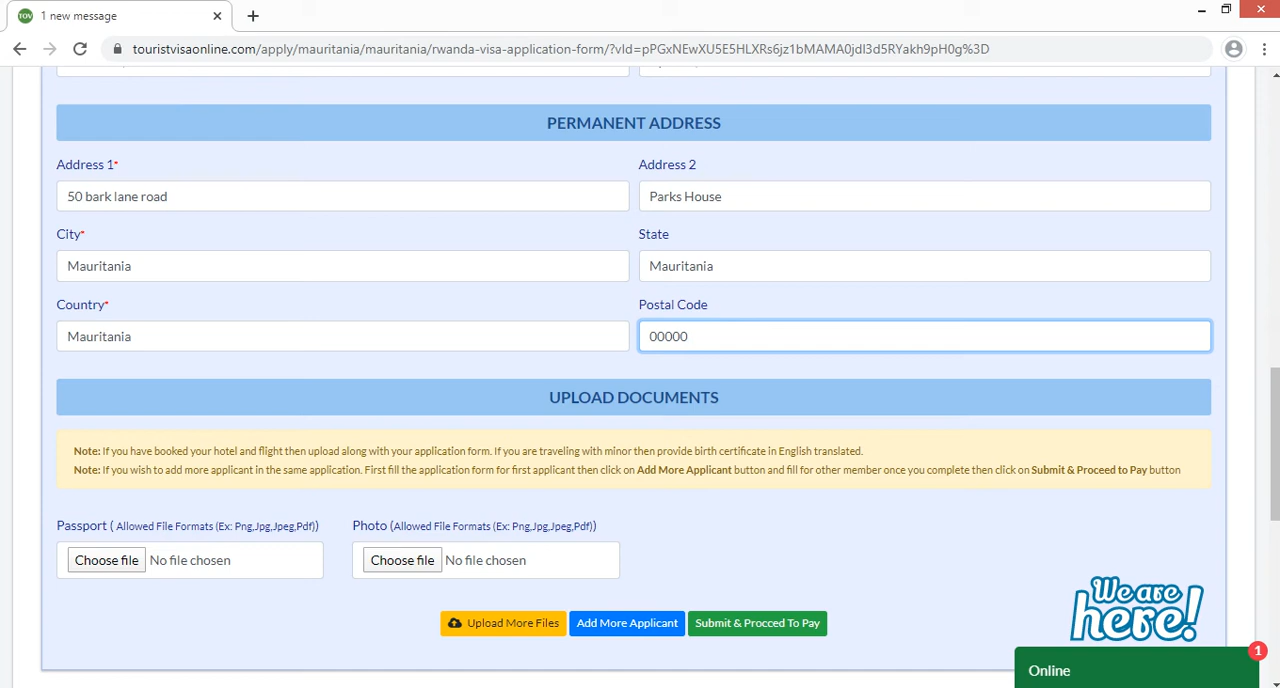 TOV
1 new message
touristvisaonline.com/apply/mauritania/mauritania/rwanda-visa-application-form/?vId=pPGxNEwXU5E5HLXRs6jz1bMAMA0jdl3d5RYakh9pH0g%3D
PERMANENT ADDRESS
Address 1* Address 2
50 bark lane road Parks House
City* State
Mauritania Mauritania
Country* Postal Code
Mauritania 00000
UPLOAD DOCUMENTS
Note: If you have booked your hotel and flight then upload along with your application form. If you are traveling with minor then provide birth certificate in English translated.
Note: If you wish to add more applicant in the same application. First fill the application form for first applicant then click on Add More Applicant button and fill for other member once you complete then click on Submit & Proceed to Pay button
Passport ( Allowed File Formats (Ex: Png,Jpg,Jpeg,Pdf)) Photo (Allowed File Formats (Ex: Png,Jpg,Jpeg,Pdf))
Choose file No file chosen Choose file No file chosen
Upload More Files Add More Applicant Submit & Procced To Pay
We are
here!
Online
1